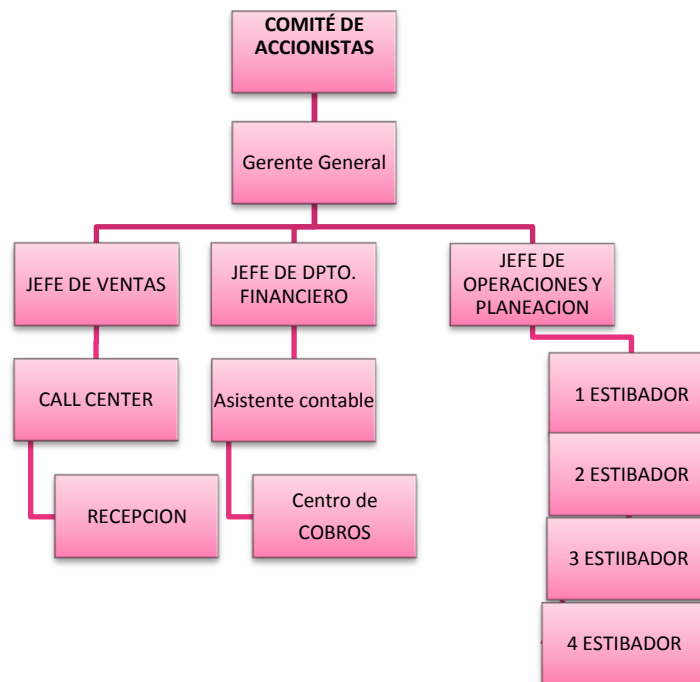 COMITÉ DE
ACCIONISTAS
Gerente General
JEFE DE VENTAS
JEFE DE DPTO.
FINANCIERO
JEFE DE
OPERACIONES Y
PLANEACION
CALL CENTER
Asistente contable
1 ESTIBADOR
RECEPCION
Centro de
COBROS
2 ESTIBADOR
3 ESTIIBADOR
4 ESTIBADOR